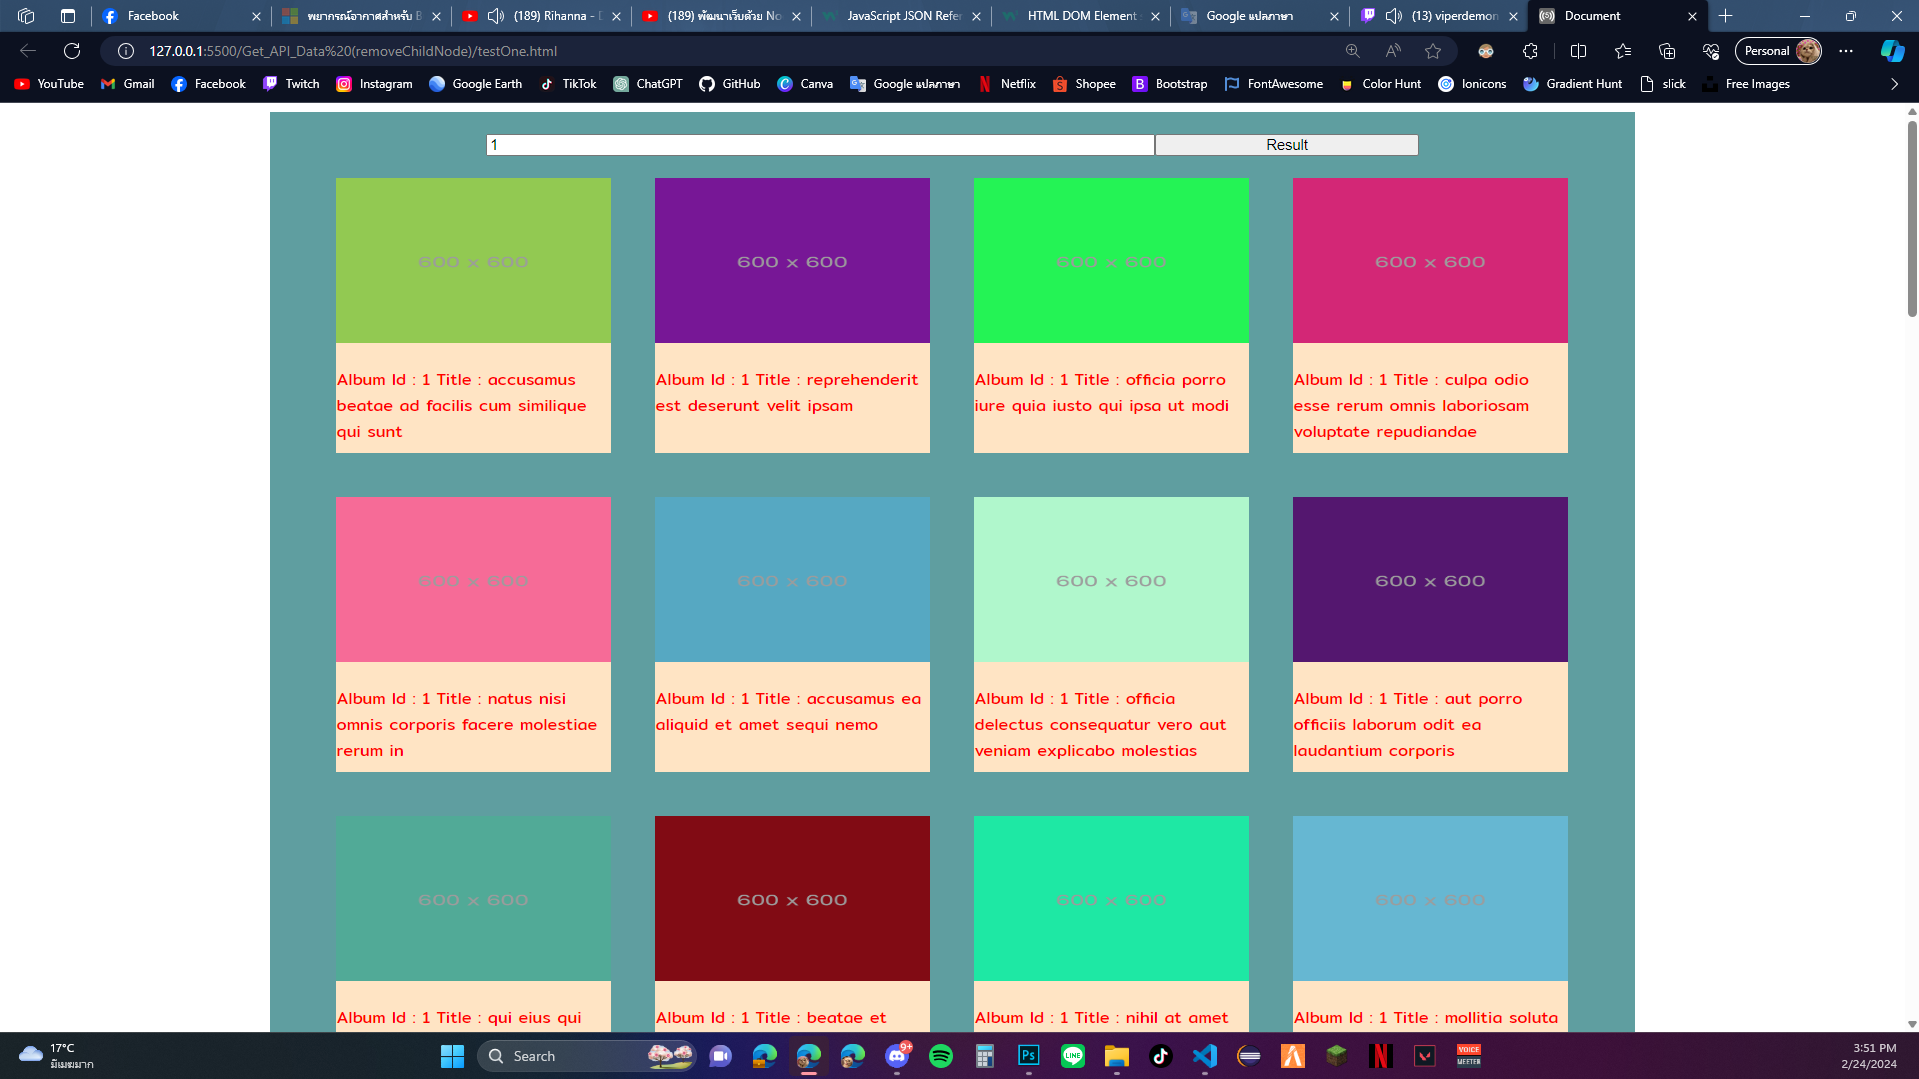 Facebook
พยากรณ์อากาศสำหรับ B
(189) Rihanna - D
(189) พัฒนาเว็บด้วย No
JavaScript JSON Refer
HTML DOM Element
Google แปลภาษา
(13) viperdemon
Document
127.0.0.1:5500/Get_API_Data%20(removeChildNode)/testOne.html
Personal
YouTube
Gmail
Facebook
Twitch
Instagram
Google Earth
TikTok
ChatGPT
GitHub
Canva
Google แปลภาษา
Netflix
Shopee
Bootstrap
FontAwesome
Color Hunt
Ionicons
Gradient Hunt
slick
Free Images
1
Result
600 x 600
600 x 600
600 x 600
600 x 600
Album Id : 1 Title : accusamus
beatae ad facilis cum similique
qui sunt
Album Id : 1 Title : reprehenderit
est deserunt velit ipsam
Album Id : 1 Title : officia porro
iure quia iusto qui ipsa ut modi
Album Id : 1 Title : culpa odio
esse rerum omnis laboriosam
voluptate repudiandae
600 x 600
600 x 600
600 x 600
600 x 600
Album Id : 1 Title : natus nisi
omnis corporis facere molestiae
rerum in
Album Id : 1 Title : accusamus ea
aliquid et amet sequi nemo
Album Id : 1 Title : officia
delectus consequatur vero aut
veniam explicabo molestias
Album Id : 1 Title : aut porro
officiis laborum odit ea
laudantium corporis
600 x 600
600 x 600
600 x 600
600 x 600
Album Id : 1 Title : qui eius qui
Album Id : 1 Title : beatae et
Album Id : 1 Title : nihil at amet
Album Id : 1 Title : mollitia soluta
17°C
มีเมฆมาก
Search
9+
Ps
LINE
VOICE
MEETER
3:51 PM
2/24/2024